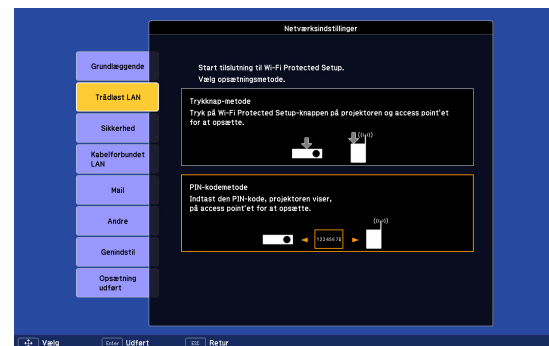 Netværksindstillinger
Grundlæggende
Trådløst LAN
Sikkerhed
Kabelforbundet
LAN
Mail
Andre
Genindstil
Opsætning
udført
Start tilslutning til Wi-Fi Protected Setup.
Vælg opsætningsmetode.
Trykknap-metode
Tryk på Wi-Fi Protected Setup-knappen på projektoren og access point'et
for at opsætte.
PIN-kodemetode
Indtast den PIN-kode, projektoren viser,
på access point'et for at opsætte.
12345678
Vælg
Enter Udført
ESC Retur